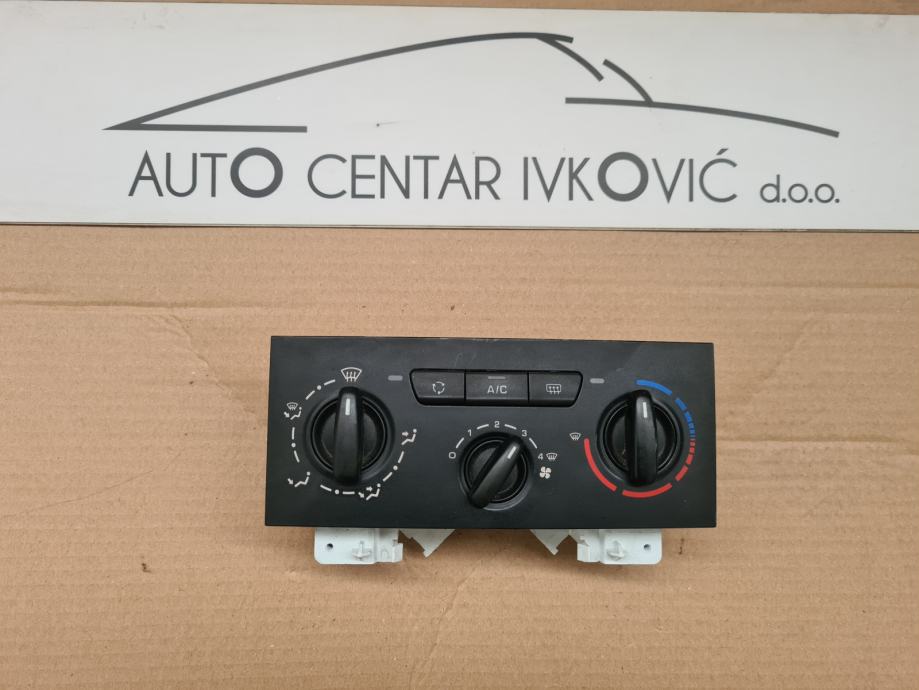 AUTO CENTAR IVKOVIĆ d.o.o.
A/C
0 1 2 3 4